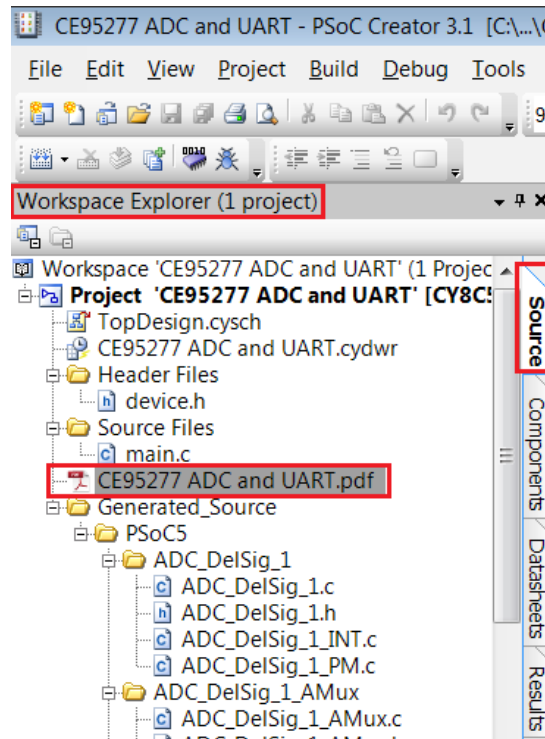 CE95277 ADC and UART - PSoC Creator 3.1 [C:\...\
File Edit View Project Build Debug Tools
9
Workspace Explorer (1 project)
Workspace 'CE95277 ADC and UART' (1 Projec
Project 'CE95277 ADC and UART' [CY8C5
TopDesign.cysch
CE95277 ADC and UART.cydwr
Header Files
device.h
Source Files
main.c
CE95277 ADC and UART.pdf
Generated_Source
PSoC5
ADC_DelSig_1
ADC_DelSig_1.c
ADC_DelSig_1.h
ADC_DelSig_1_INT.c
ADC_DelSig_1_PM.c
ADC_DelSig_1_AMux
ADC_DelSig_1_AMux.c
Source
Components
Datasheets
Results